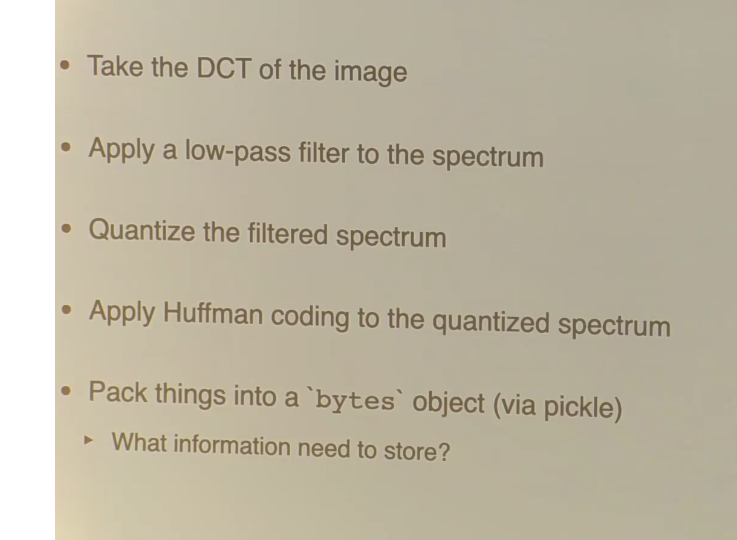 • Take the DCT of the image
• Apply a low-pass filter to the spectrum
• Quantize the filtered spectrum
• Apply Huffman coding to the quantized spectrum
• Pack things into a `bytes` object (via pickle)
▸ What information need to store?